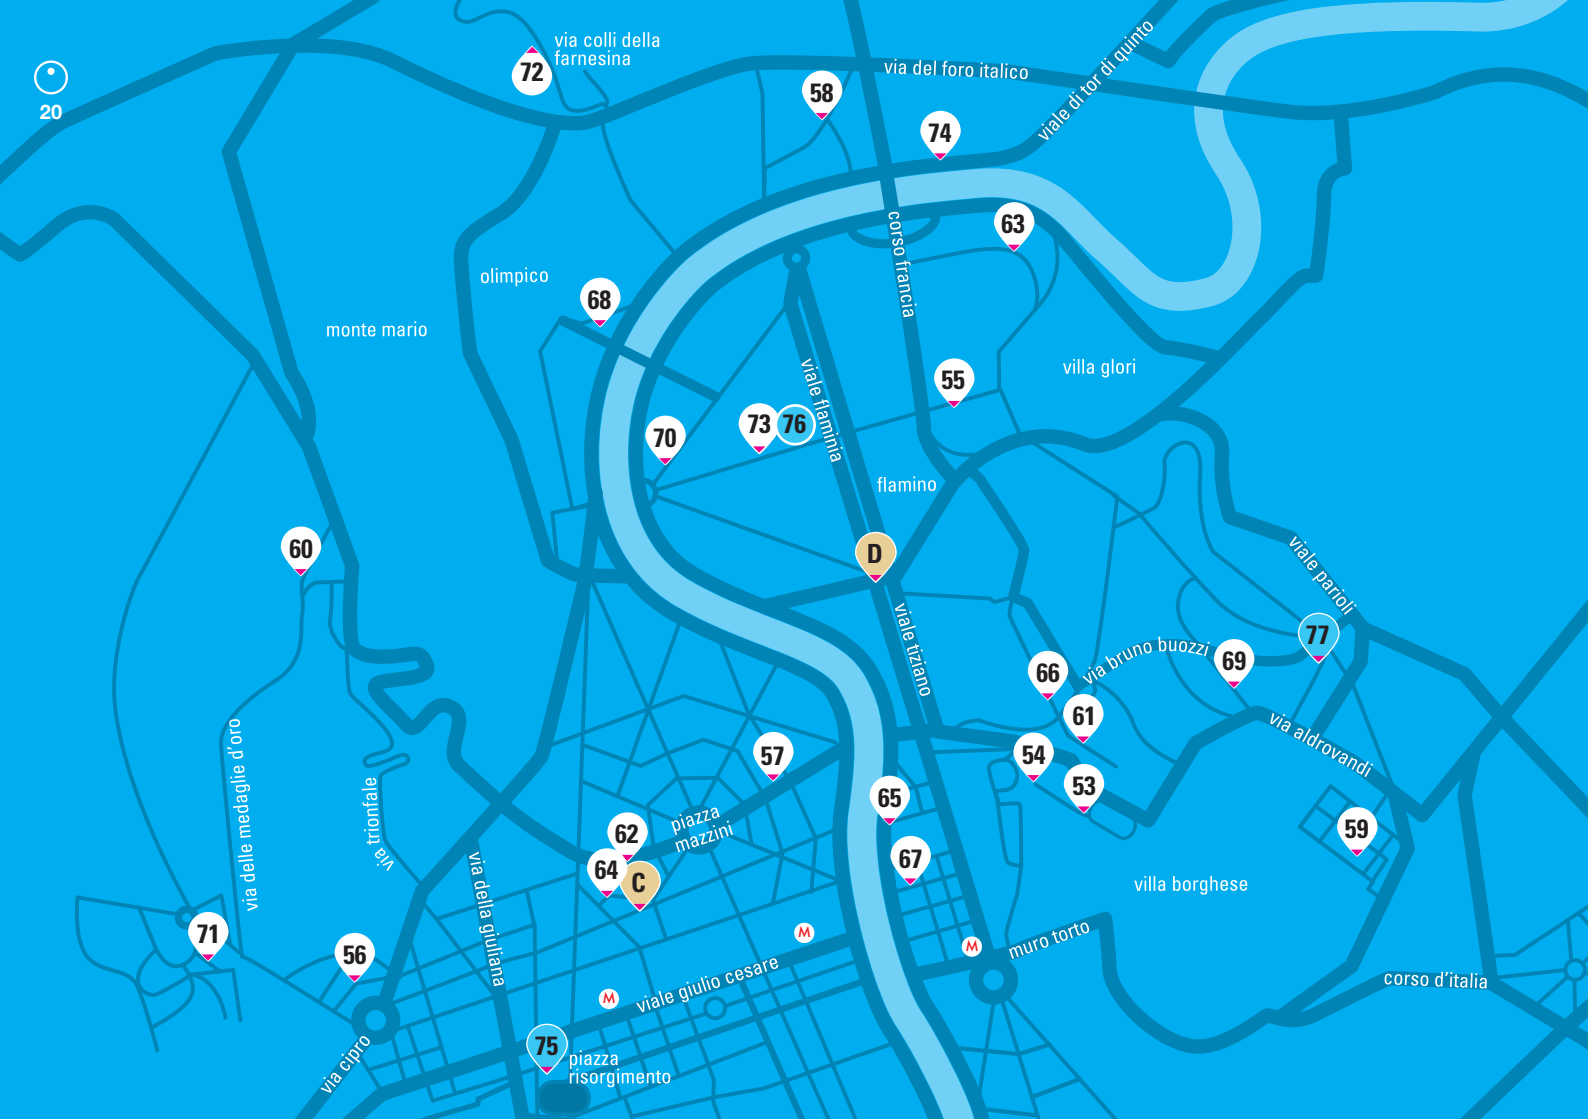 via colli della
farnesina
72
20
via del foro italico
viale di tor di quinto
58
74
63
corso francia
olimpico
68
monte mario
villa glori
55
viale flaminia
73
76
70
flamino
60
D
viale parioli
77
via bruno buozzi
69
66
61
viale tiziano
via aldrovandi
54
53
57
65
59
67
piazza
mazzini
62
64
C
via delle medaglie d'oro
via trionfale
via della giuliana
villa borghese
71
56
M
M
M
muro torto
viale giulio cesare
corso d'italia
75
piazza
risorgimento
via cipro